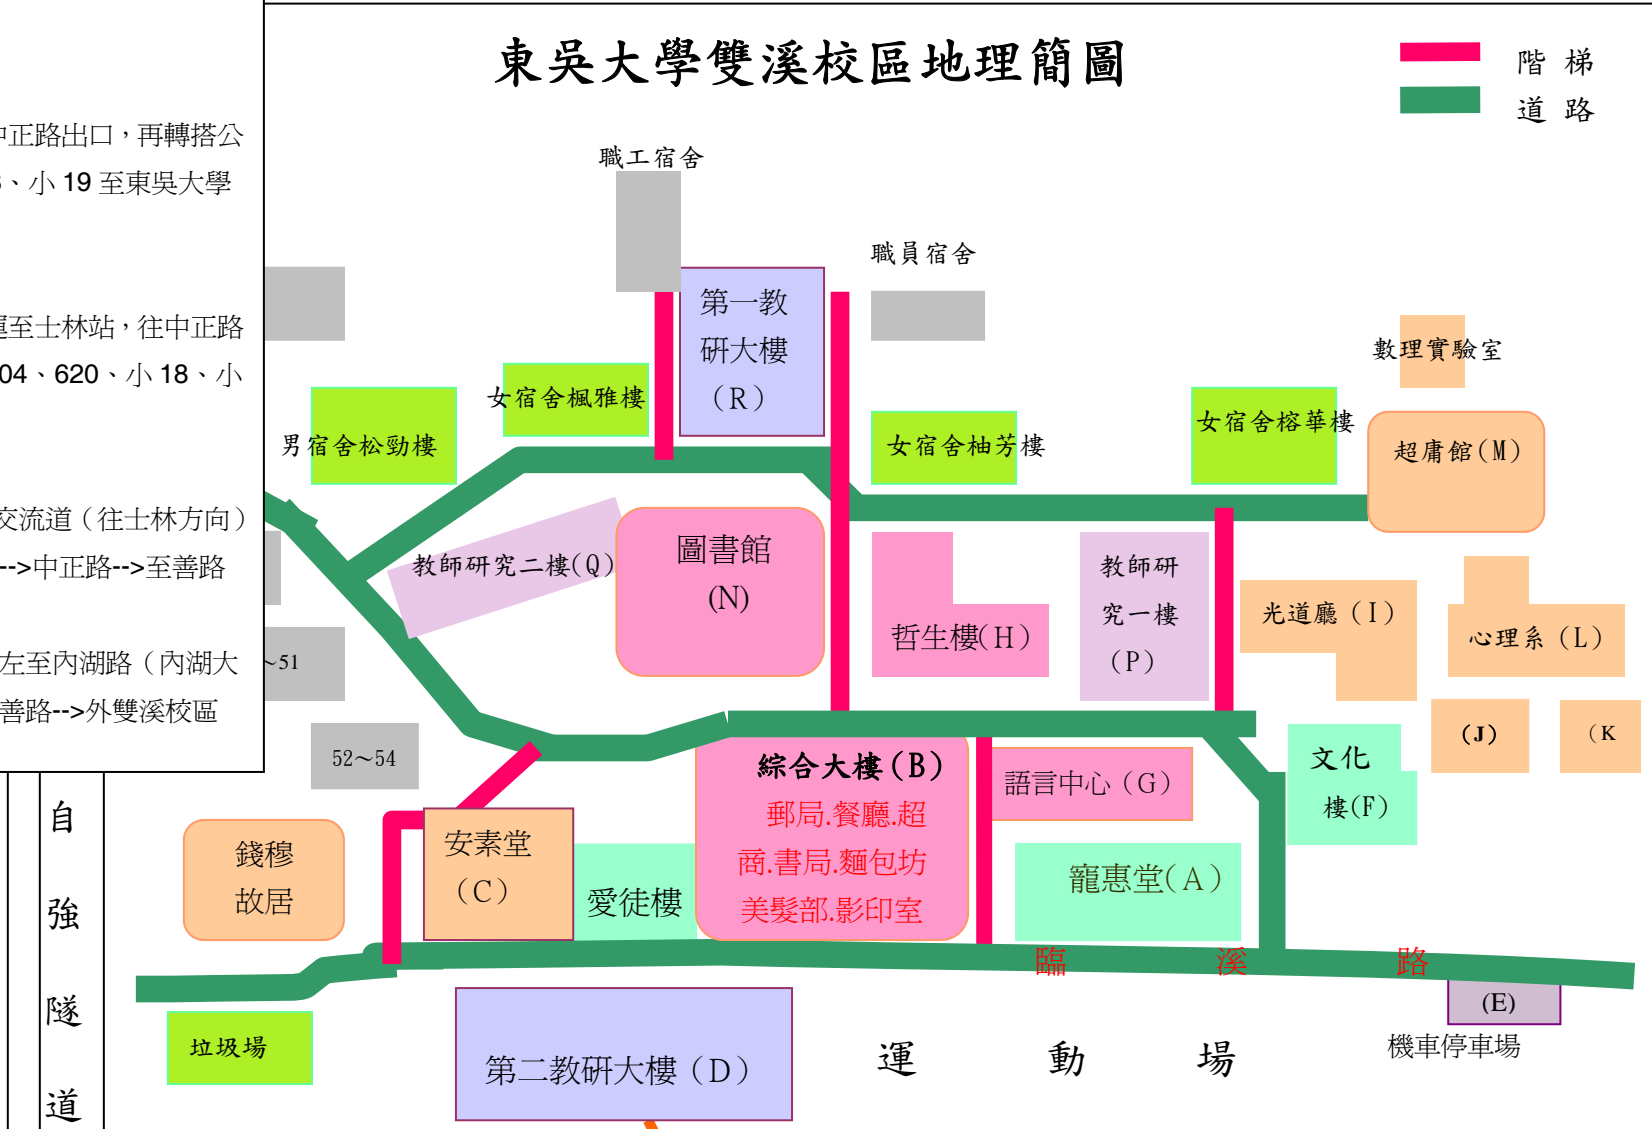 東吳大學雙溪校區地理簡圖
階 梯
道 路
中正路出口，再轉搭公
、小 19 至東吳大學
至士林站，往中正路
04、620、小 18、小
交流道（往士林方向）
-->中正路-->至善路
左至內湖路（內湖大
善路-->外雙溪校區
職工宿舍
職員宿舍
第一教
研大樓
（R）
數理實驗室
女宿舍楓雅樓
男宿舍松勁樓
女宿舍柚芳樓
女宿舍榕華樓
超庸館(M)
教師研究二樓(Q)
圖書館
(N)
哲生樓(H)
教師研
究一樓
（P）
光道廳（I）
心理系（L）
~51
52~54
(J)
（K
綜合大樓(B)
郵局.餐廳.超
商.書局.麵包坊
美髮部.影印室
語言中心（G）
文化
樓(F)
自
強
隧
道
錢穆
故居
安素堂
（C）
愛徒樓
寵惠堂(A)
臨 溪 路
垃圾場
第二教研大樓（D）
運 動 場
(E)
機車停車場